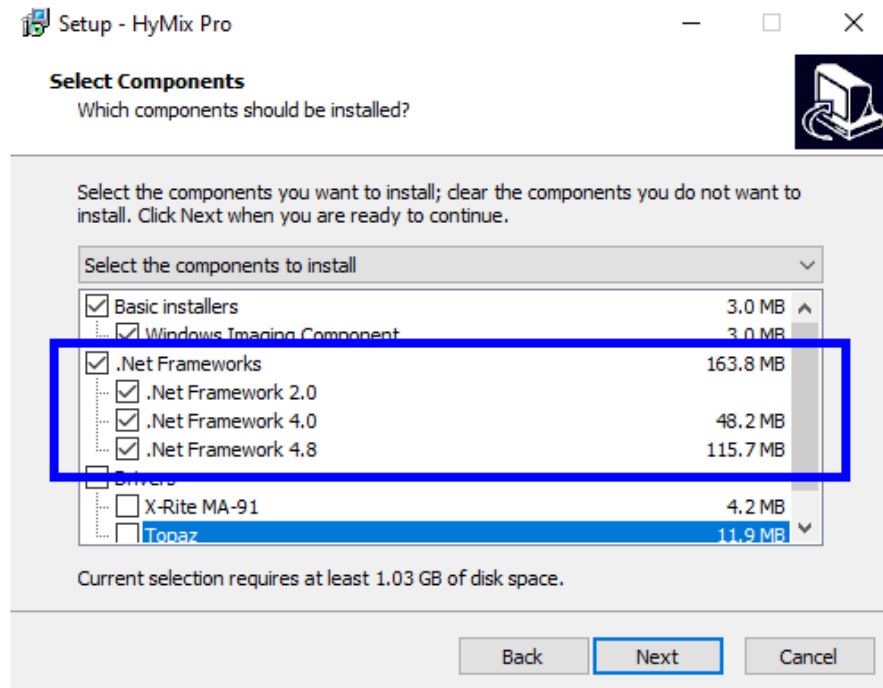 Setup - HyMix Pro
Select Components
Which components should be installed?
Select the components you want to install; clear the components you do not want to
install. Click Next when you are ready to continue.
Select the components to install
Basic installers 3.0 MB
Windows Imaging Component 3.0 MB
.Net Frameworks 163.8 MB
.Net Framework 2.0
.Net Framework 4.0 48.2 MB
.Net Framework 4.8 115.7 MB
Drivers
X-Rite MA-91 4.2 MB
Topaz 11.9 MB
Current selection requires at least 1.03 GB of disk space.
Back Next Cancel